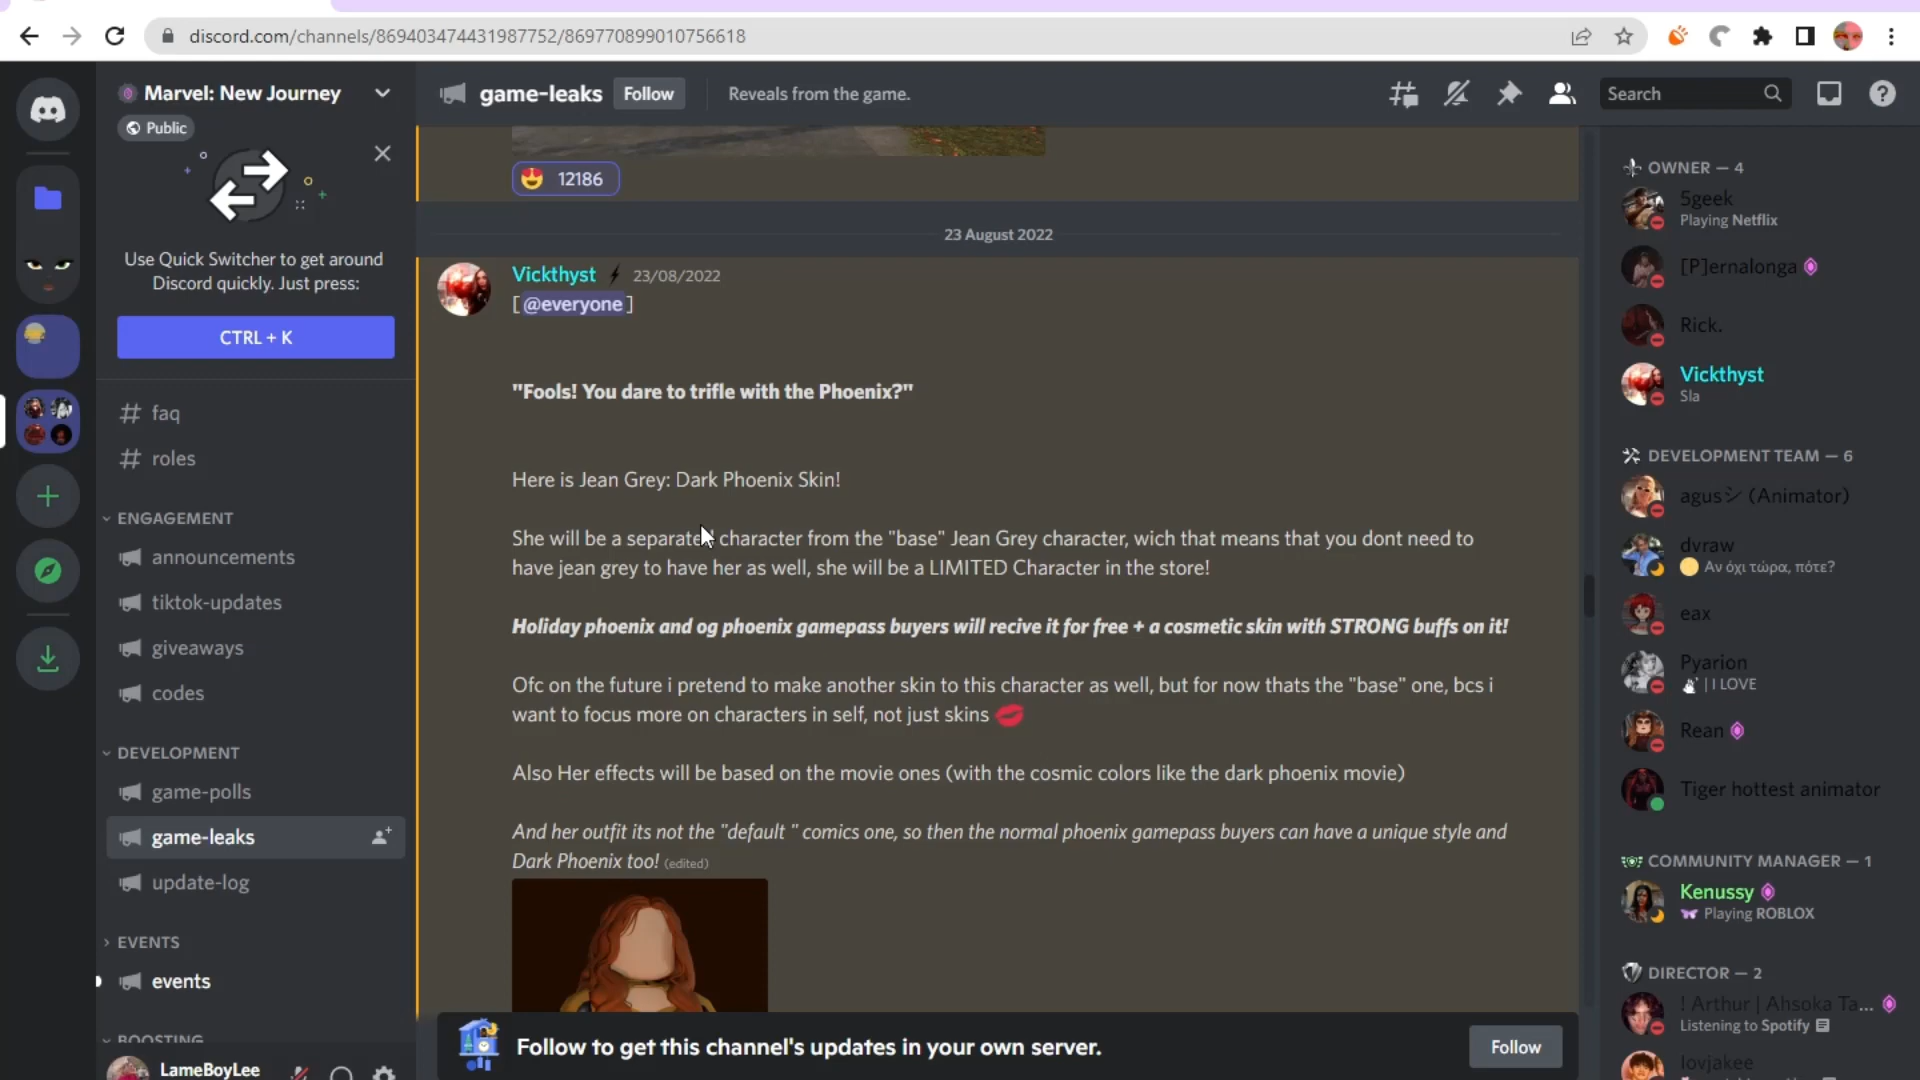 discord.com/channels/869403474431987752/869770899010756618
Marvel: New Journey
Public
Use Quick Switcher to get around
Discord quickly. Just press:
CTRL + K
faq
roles
ENGAGEMENT
announcements
tiktok-updates
giveaways
codes
DEVELOPMENT
game-polls
game-leaks
update-log
EVENTS
events
BOOSTING
LameBoyLee
game-leaks
Follow
Reveals from the game.
Search
12186
23 August 2022
Vickthyst 23/08/2022
[@everyone]
"Fools! You dare to trifle with the Phoenix?"
Here is Jean Grey: Dark Phoenix Skin!
She will be a separated character from the "base" Jean Grey character, wich that means that you dont need to
have jean grey to have her as well, she will be a LIMITED Character in the store!
Holiday phoenix and og phoenix gamepass buyers will recive it for free + a cosmetic skin with STRONG buffs on it!
Ofc on the future i pretend to make another skin to this character as well, but for now thats the "base" one, bcs i
want to focus more on characters in self, not just skins
Also Her effects will be based on the movie ones (with the cosmic colors like the dark phoenix movie)
And her outfit its not the "default " comics one, so then the normal phoenix gamepass buyers can have a unique style and
Dark Phoenix too! (edited)
Follow to get this channel's updates in your own server.
Follow
OWNER — 4
5geek
Playing Netflix
[P]ernalonga
Rick.
Vickthyst
Sla
DEVELOPMENT TEAM — 6
agusシ (Animator)
dvraw
Αν όχι τώρα, πότε?
eax
Pyarion
| I LOVE
Rean
Tiger hottest animator
COMMUNITY MANAGER — 1
Kenussy
Playing ROBLOX
DIRECTOR — 2
! Arthur | Ahsoka Ta...
Listening to Spotify
lovjakee